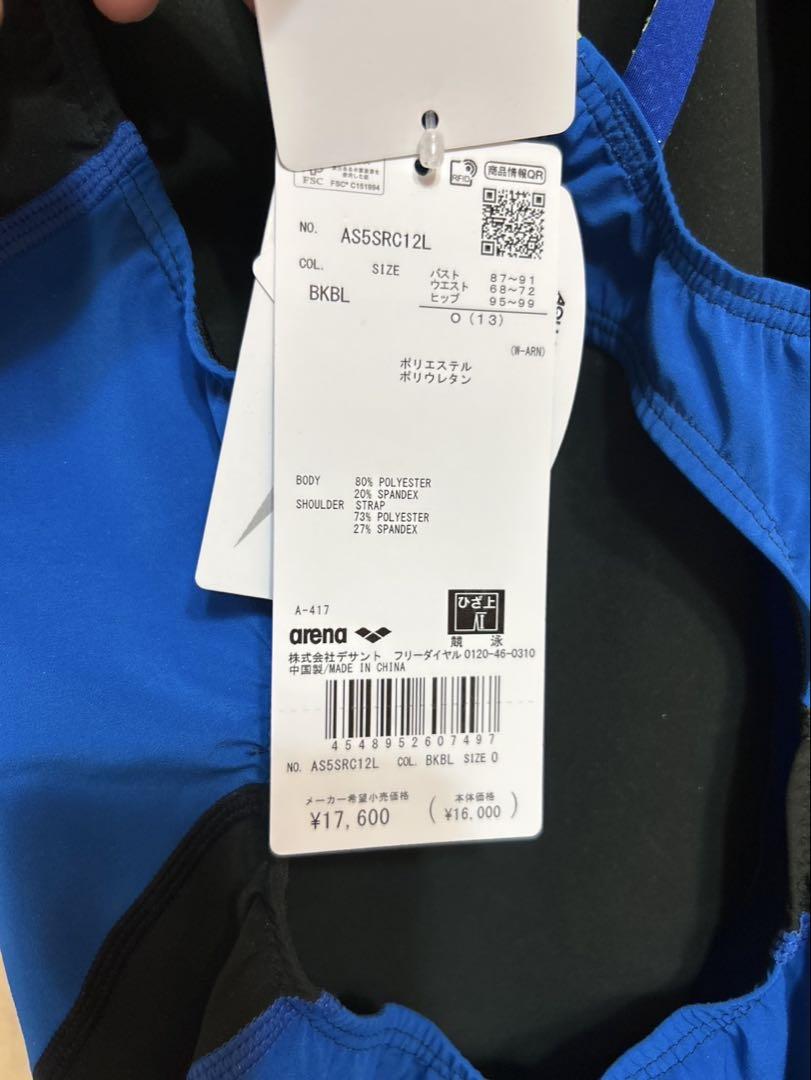 FSC
FSC® C151994
RFID
商品情報QR
NO. AS5SRC12L
COL. SIZE
BKBL
バスト 87〜91
ウエスト 68〜72
ヒップ 95〜99
O (13)
(W-ARN)
ポリエステル
ポリウレタン
BODY 80% POLYESTER
20% SPANDEX
SHOULDER STRAP
73% POLYESTER
27% SPANDEX
A-417
ひざ上
arena
競泳
株式会社デサント フリーダイヤル 0120-46-0310
中国製/MADE IN CHINA
4548952607497
NO. AS5SRC12L COL. BKBL SIZE O
メーカー希望小売価格
¥17,600
(本体価格
¥16,000)